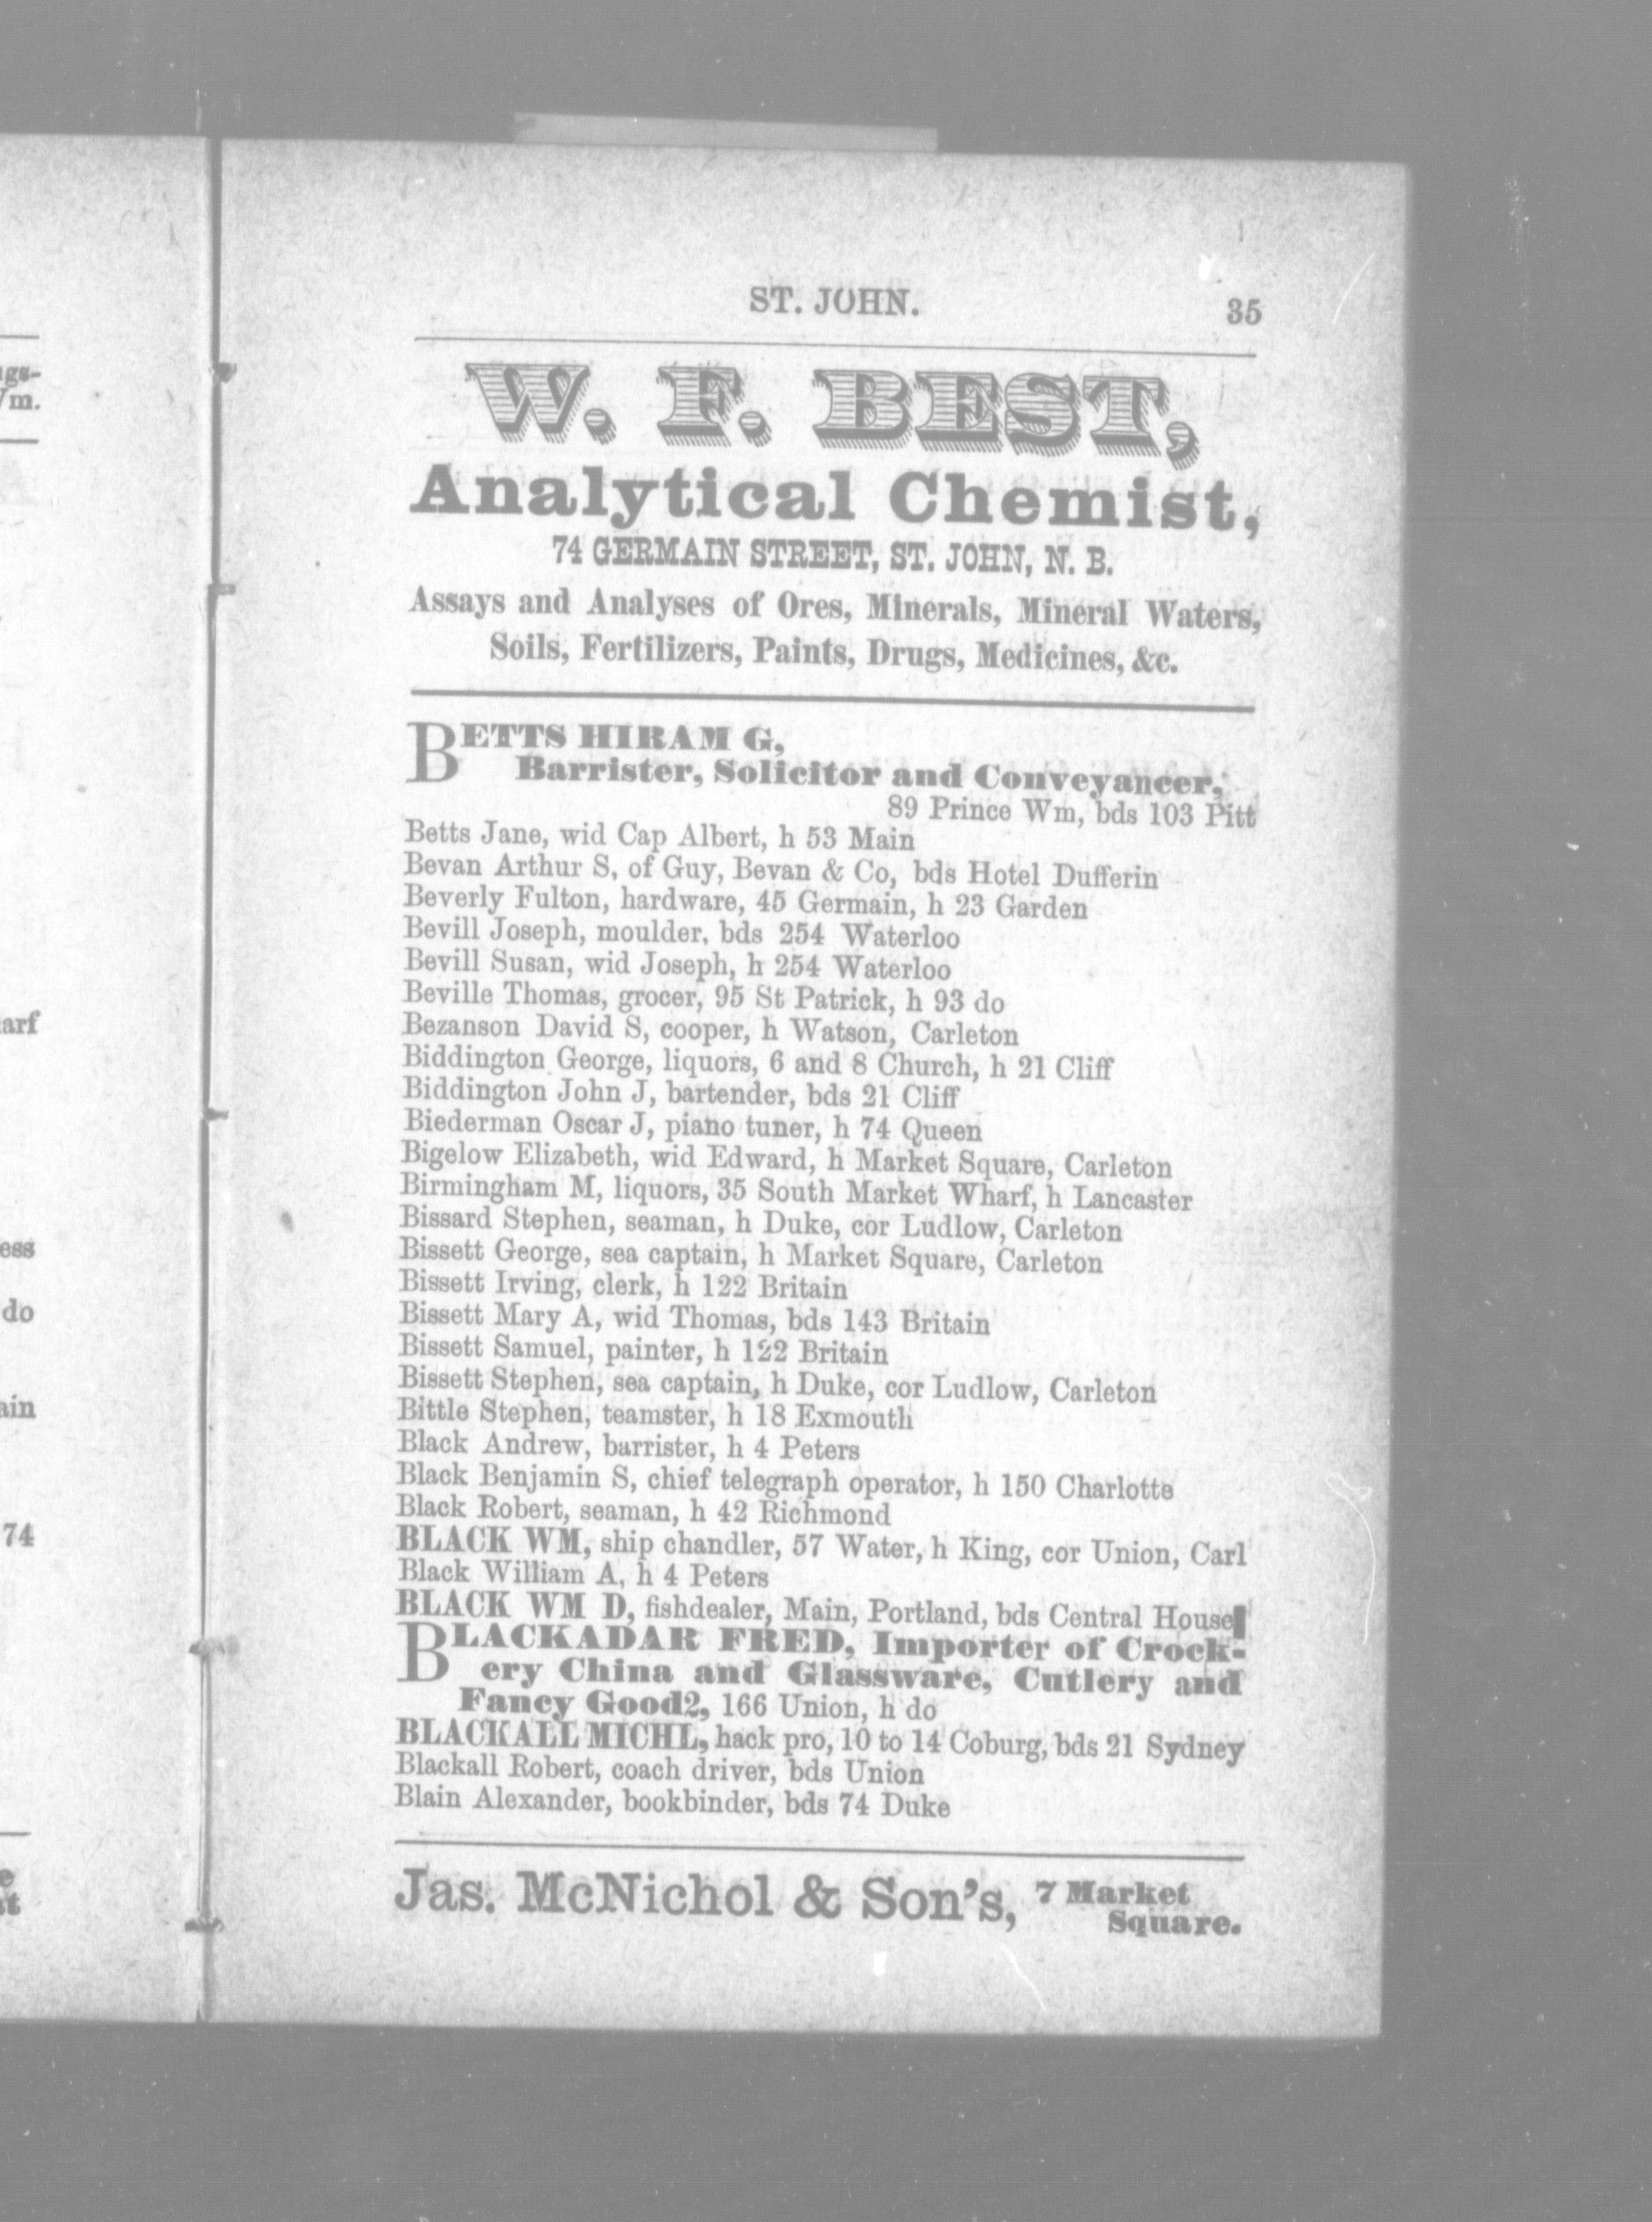 ST. JOHN. 35
W. F. BEST,
Analytical Chemist,
74 GERMAIN STREET, ST. JOHN, N. B.
Assays and Analyses of Ores, Minerals, Mineral Waters,
Soils, Fertilizers, Paints, Drugs, Medicines, &c.
BETTS HIRAM G,
Barrister, Solicitor and Conveyancer,
89 Prince Wm, bds 103 Pitt
Betts Jane, wid Cap Albert, h 53 Main
Bevan Arthur S, of Guy, Bevan & Co, bds Hotel Dufferin
Beverly Fulton, hardware, 45 Germain, h 23 Garden
Bevill Joseph, moulder, bds 254 Waterloo
Bevill Susan, wid Joseph, h 254 Waterloo
Beville Thomas, grocer, 95 St Patrick, h 93 do
Bezanson David S, cooper, h Watson, Carleton
Biddington George, liquors, 6 and 8 Church, h 21 Cliff
Biddington John J, bartender, bds 21 Cliff
Biederman Oscar J, piano tuner, h 74 Queen
Bigelow Elizabeth, wid Edward, h Market Square, Carleton
Birmingham M, liquors, 35 South Market Wharf, h Lancaster
Bissard Stephen, seaman, h Duke, cor Ludlow, Carleton
Bissett George, sea captain, h Market Square, Carleton
Bissett Irving, clerk, h 122 Britain
Bissett Mary A, wid Thomas, bds 143 Britain
Bissett Samuel, painter, h 122 Britain
Bissett Stephen, sea captain, h Duke, cor Ludlow, Carleton
Bittle Stephen, teamster, h 18 Exmouth
Black Andrew, barrister, h 4 Peters
Black Benjamin S, chief telegraph operator, h 150 Charlotte
Black Robert, seaman, h 42 Richmond
BLACK WM, ship chandler, 57 Water, h King, cor Union, Carl
Black William A, h 4 Peters
BLACK WM D, fishdealer, Main, Portland, bds Central House
BLACKADAR FRED, Importer of Crock-
ery China and Glassware, Cutlery and
Fancy Good2, 166 Union, h do
BLACKALL MICHL, hack pro, 10 to 14 Coburg, bds 21 Sydney
Blackall Robert, coach driver, bds Union
Blain Alexander, bookbinder, bds 74 Duke
Jas. McNichol & Son's, 7 Market
Square.